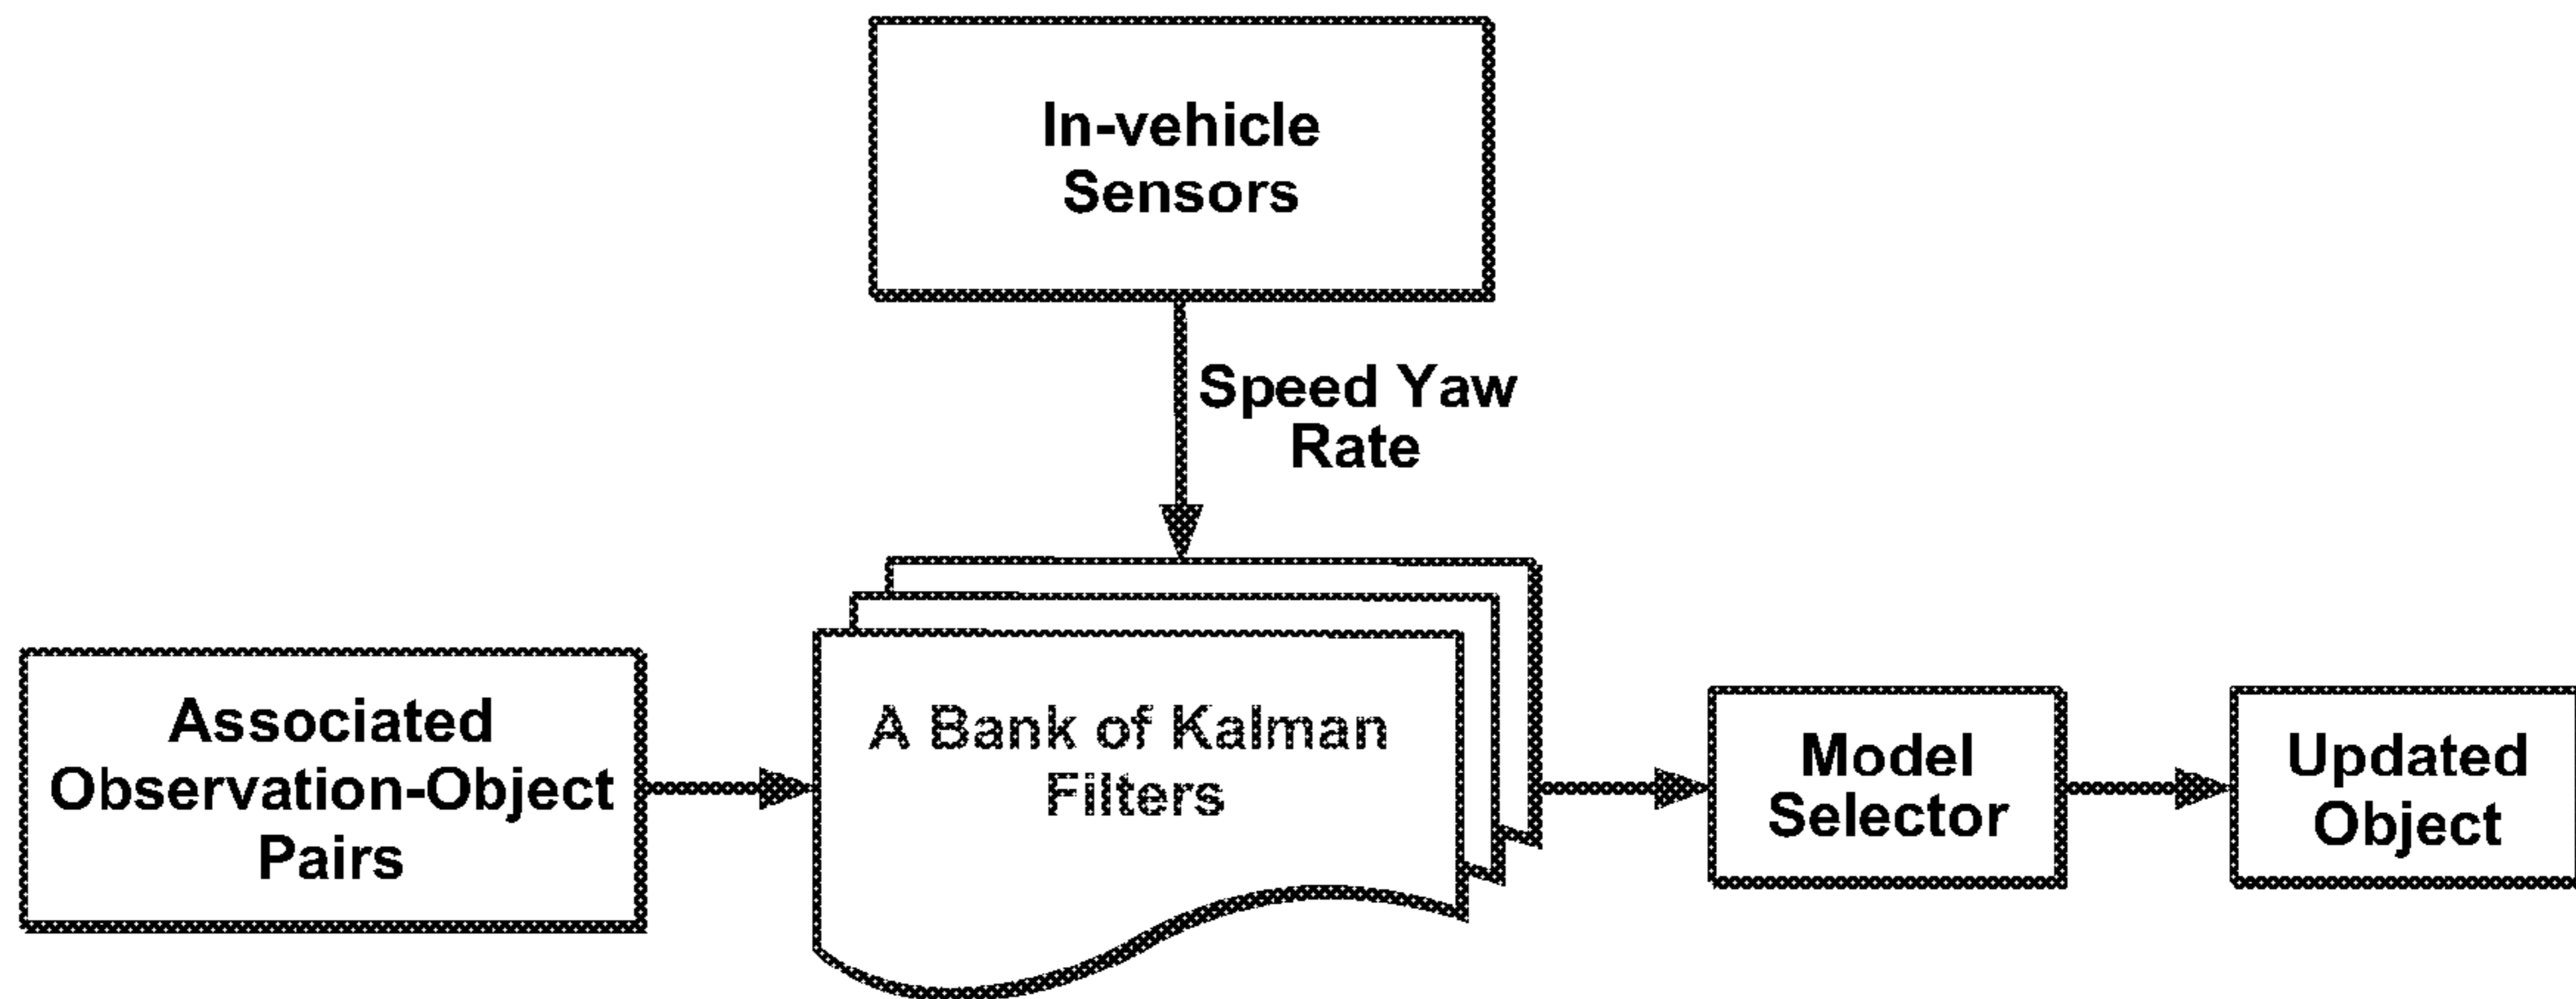 In-vehicle
Sensors
Speed Yaw
Rate
Associated
Observation-Object
Pairs
A Bank of Kalman
Filters
Model
Selector
Updated
Object